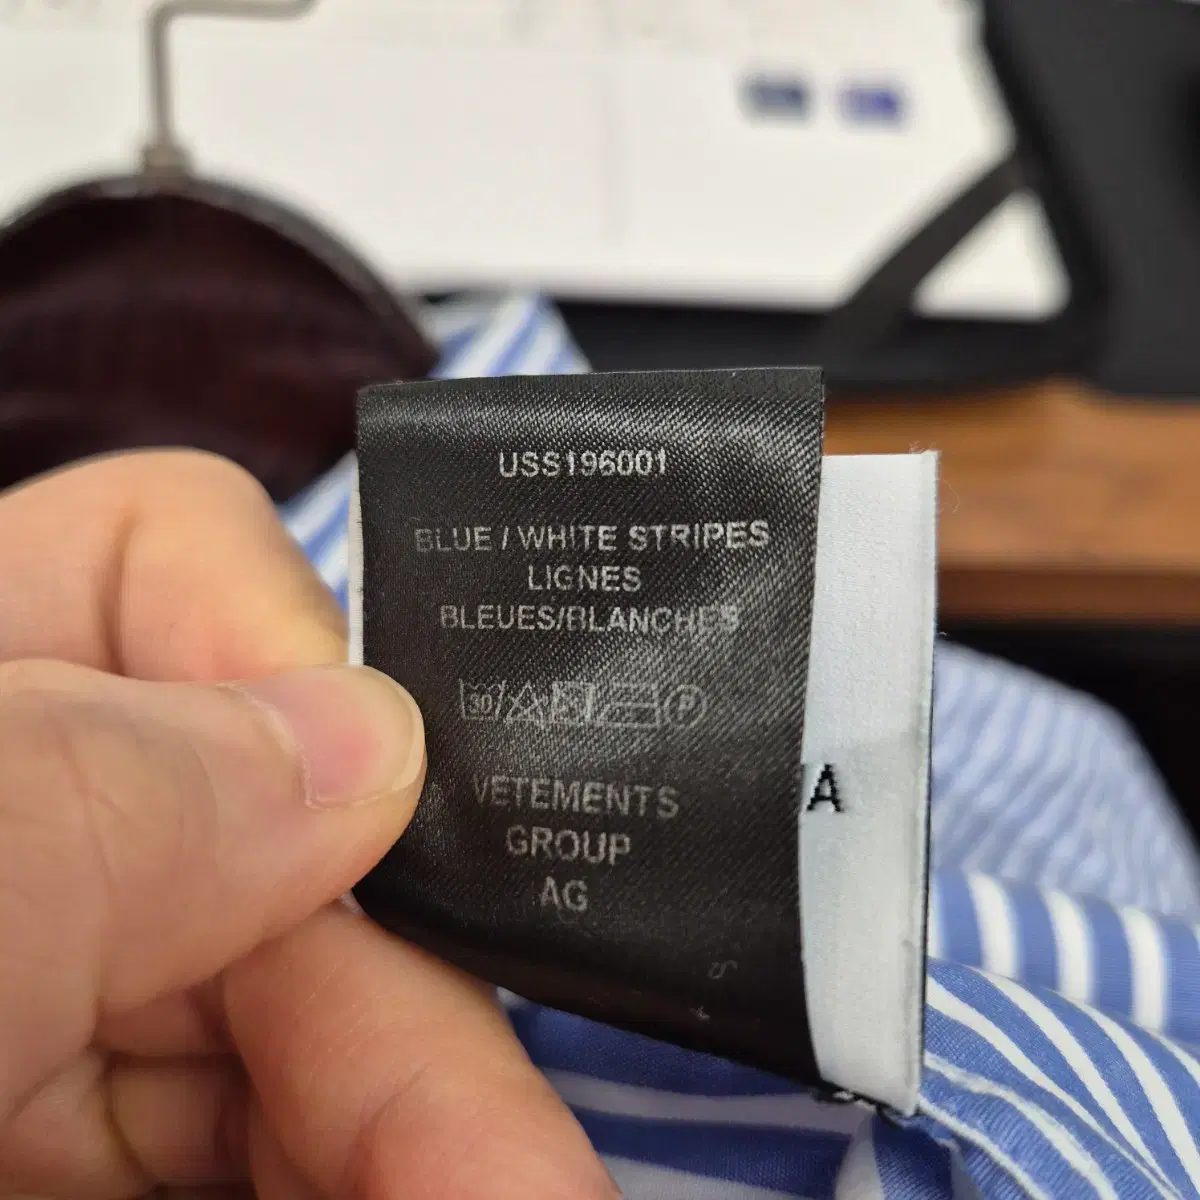 USS196001
BLUE / WHITE STRIPES
LIGNES
BLEUES/BLANCHES
30 P
VETEMENTS
GROUP
AG
A